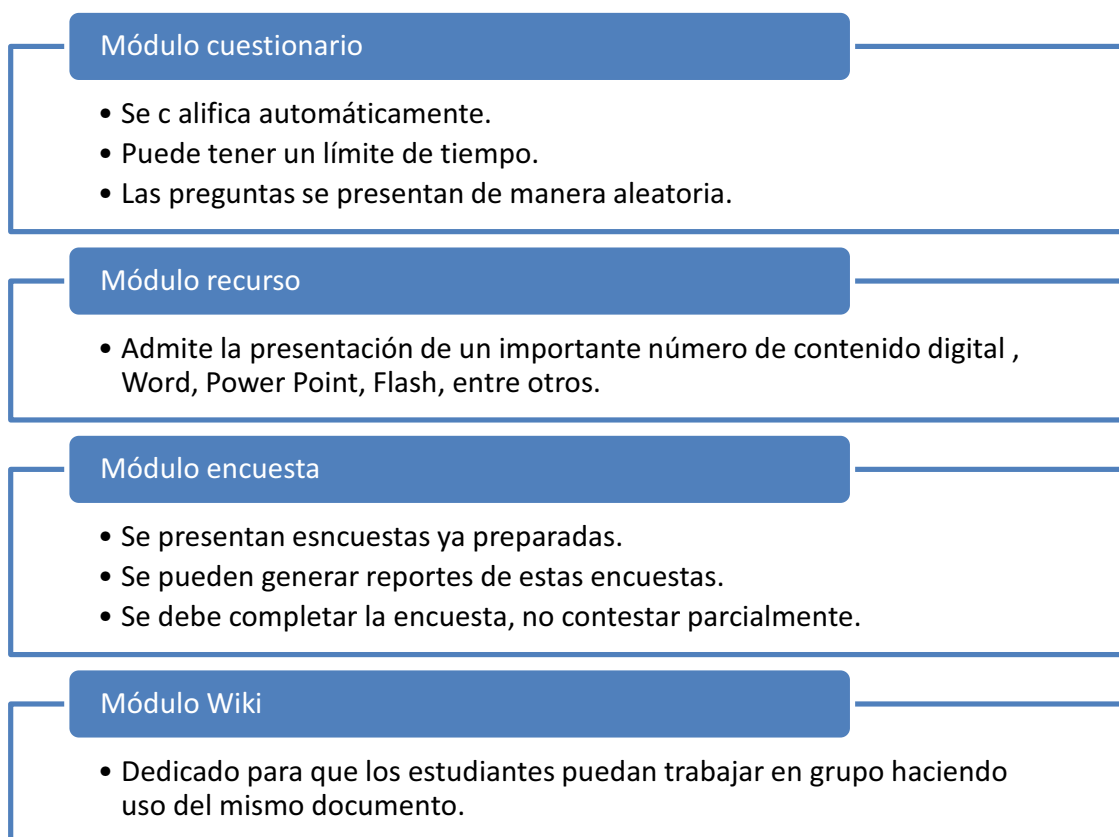 Módulo cuestionario
• Se c alifica automáticamente.
• Puede tener un límite de tiempo.
• Las preguntas se presentan de manera aleatoria.
Módulo recurso
• Admite la presentación de un importante número de contenido digital ,
Word, Power Point, Flash, entre otros.
Módulo encuesta
• Se presentan esncuestas ya preparadas.
• Se pueden generar reportes de estas encuestas.
• Se debe completar la encuesta, no contestar parcialmente.
Módulo Wiki
• Dedicado para que los estudiantes puedan trabajar en grupo haciendo
uso del mismo documento.